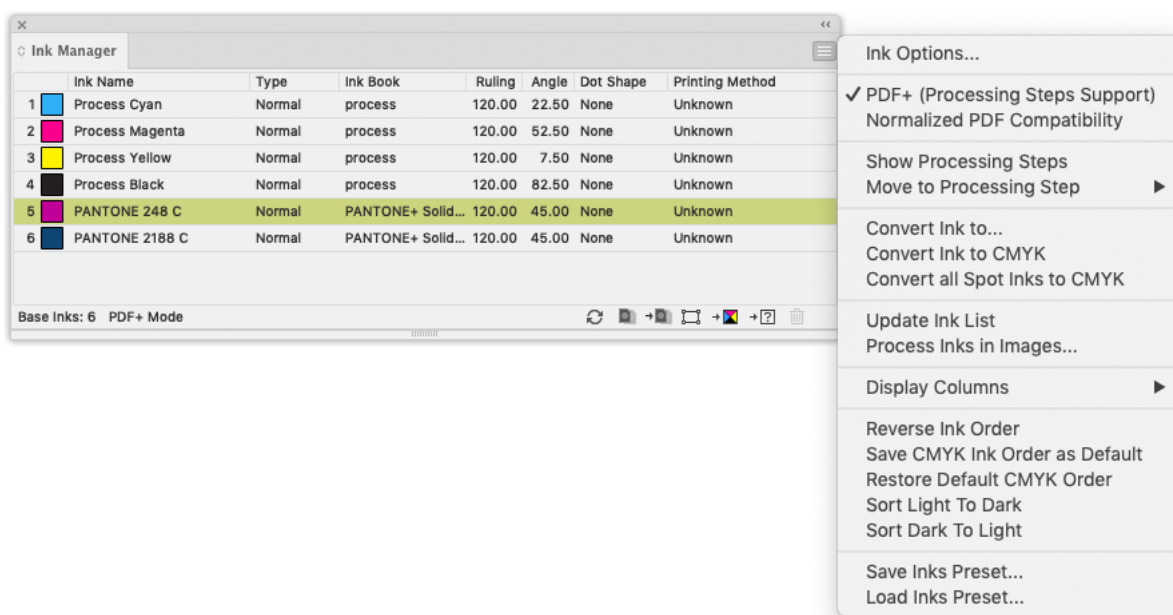 Ink Manager
Ink Name Type Ink Book Ruling Angle Dot Shape Printing Method
1 Process Cyan Normal process 120.00 22.50 None Unknown
2 Process Magenta Normal process 120.00 52.50 None Unknown
3 Process Yellow Normal process 120.00 7.50 None Unknown
4 Process Black Normal process 120.00 82.50 None Unknown
5 PANTONE 248 C Normal PANTONE+ Solid... 120.00 45.00 None Unknown
6 PANTONE 2188 C Normal PANTONE+ Solid... 120.00 45.00 None Unknown
Base Inks: 6 PDF+ Mode
Ink Options...
PDF+ (Processing Steps Support)
Normalized PDF Compatibility
Show Processing Steps
Move to Processing Step
Convert Ink to...
Convert Ink to CMYK
Convert all Spot Inks to CMYK
Update Ink List
Process Inks in Images...
Display Columns
Reverse Ink Order
Save CMYK Ink Order as Default
Restore Default CMYK Order
Sort Light To Dark
Sort Dark To Light
Save Inks Preset...
Load Inks Preset...